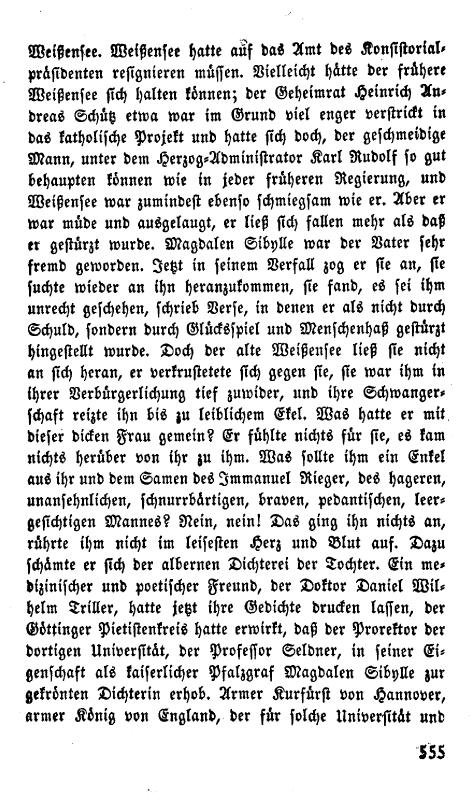 Weißensee. Weißensee hatte auf das Amt des Konsistorial-
präsidenten resignieren müssen. Vielleicht hätte der frühere
Weißensee sich halten können; der Geheimrat Heinrich An-
dreas Schütz etwa war im Grund viel enger verstrickt in
das katholische Projekt und hatte sich doch, der geschmeidige
Mann, unter dem Herzog-Administrator Karl Rudolf so gut
behaupten können wie in jeder früheren Regierung, und
Weißensee war zumindest ebenso schmiegsam wie er. Aber er
war müde und ausgelaugt, er ließ sich fallen mehr als daß
er gestürzt wurde. Magdalen Sibylle war der Vater sehr
fremd geworden. Jetzt in seinem Verfall zog er sie an, sie
suchte wieder an ihn heranzukommen, sie fand, es sei ihm
unrecht geschehen, schrieb Verse, in denen er als nicht durch
Schuld, sondern durch Glücksspiel und Menschenhaß gestürzt
hingestellt wurde. Doch der alte Weißensee ließ sie nicht
an sich heran, er verkrustetete sich gegen sie, sie war ihm in
ihrer Verbürgerlichung tief zuwider, und ihre Schwanger-
schaft reizte ihn bis zu leiblichem Ekel. Was hatte er mit
dieser dicken Frau gemein? Er fühlte nichts für sie, es kam
nichts herüber von ihr zu ihm. Was sollte ihm ein Enkel
aus ihr und dem Samen des Immanuel Rieger, des hageren,
unansehnlichen, schnurrbärtigen, braven, pedantischen, leer-
gesichtigen Mannes? Nein, nein! Das ging ihn nichts an,
rührte ihm nicht im leisesten Herz und Blut auf. Dazu
schämte er sich der albernen Dichterei der Tochter. Ein me-
dizinischer und poetischer Freund, der Doktor Daniel Wil-
helm Triller, hatte jetzt ihre Gedichte drucken lassen, der
Göttinger Pietistenkreis hatte erwirkt, daß der Prorektor der
dortigen Universität, der Professor Seldner, in seiner Ei-
genschaft als kaiserlicher Pfalzgraf Magdalen Sibylle zur
gekrönten Dichterin erhob. Armer Kurfürst von Hannover,
armer König von England, der für solche Universität und
555